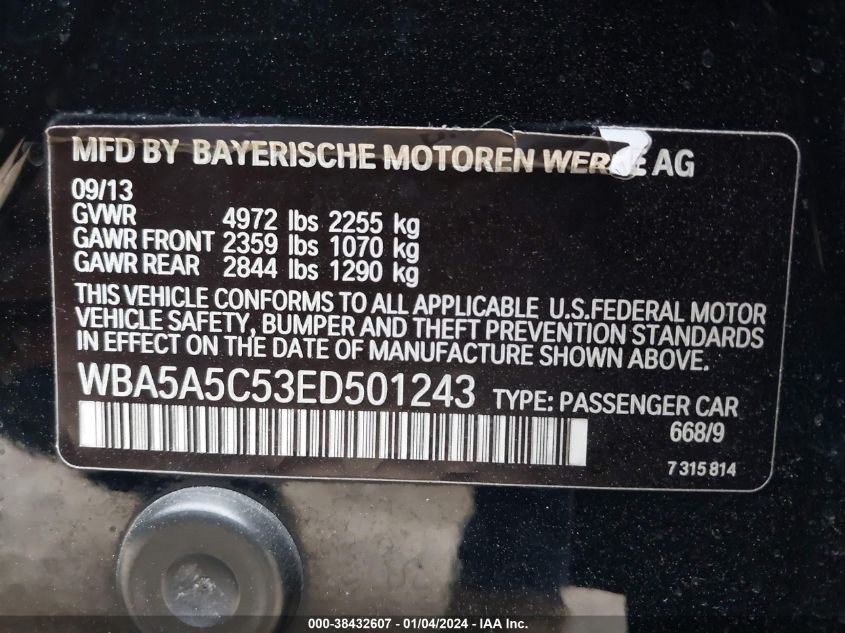 MFD BY BAYERISCHE MOTOREN WERKE AG
09/13
GVWR 4972 lbs 2255 kg
GAWR FRONT 2359 lbs 1070 kg
GAWR REAR 2844 lbs 1290 kg
THIS VEHICLE CONFORMS TO ALL APPLICABLE U.S.FEDERAL MOTOR
VEHICLE SAFETY, BUMPER AND THEFT PREVENTION STANDARDS
IN EFFECT ON THE DATE OF MANUFACTURE SHOWN ABOVE.
WBA5A5C53ED501243 TYPE: PASSENGER CAR
668/9
7 315 814
000-38432607 - 01/04/2024 - IAA Inc.